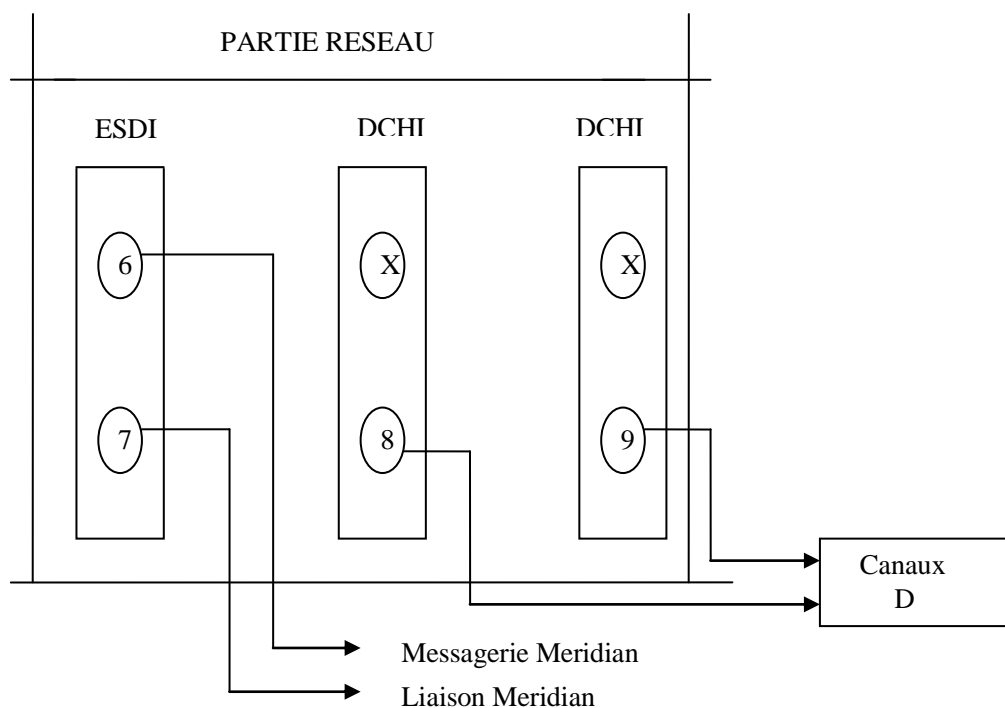 PARTIE RESEAU
ESDI
DCHI
DCHI
6
X
X
7
8
9
Canaux
D
Messagerie Meridian
Liaison Meridian